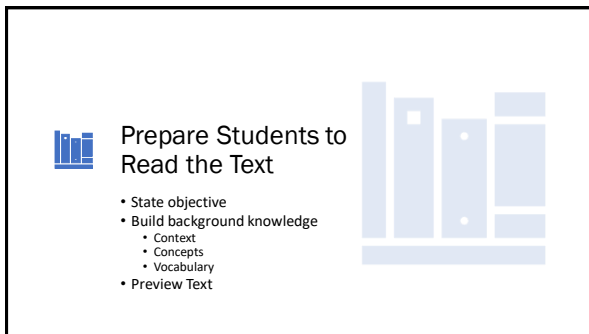 Prepare Students to
Read the Text
• State objective
• Build background knowledge
• Context
• Concepts
• Vocabulary
• Preview Text